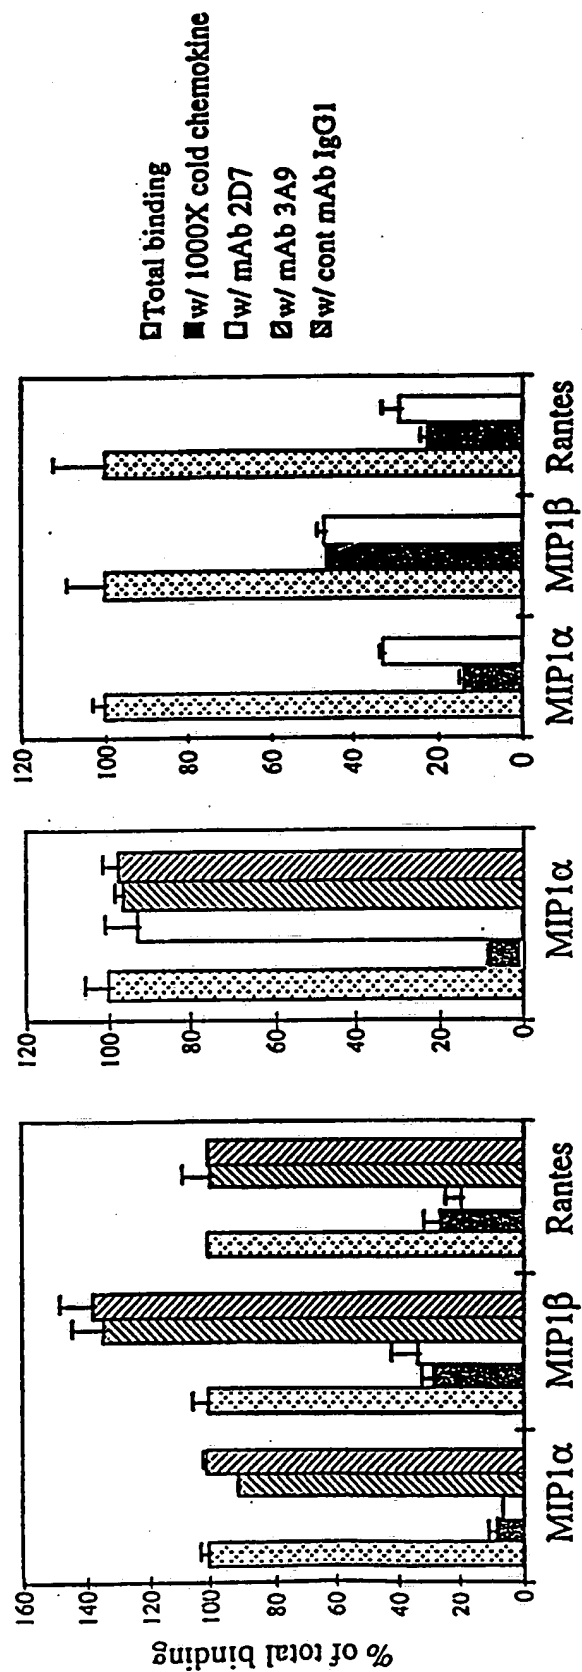 % of total binding
160
140
120
100
80
60
40
20
0
MIP1α MIP1β Rantes
120
100
80
60
40
20
0
MIP1α
120
100
80
60
40
20
0
MIP1α MIP1β Rantes
Total binding
w/ 1000X cold chemokine
w/ mAb 2D7
w/ mAb 3A9
w/ cont mAb IgG1